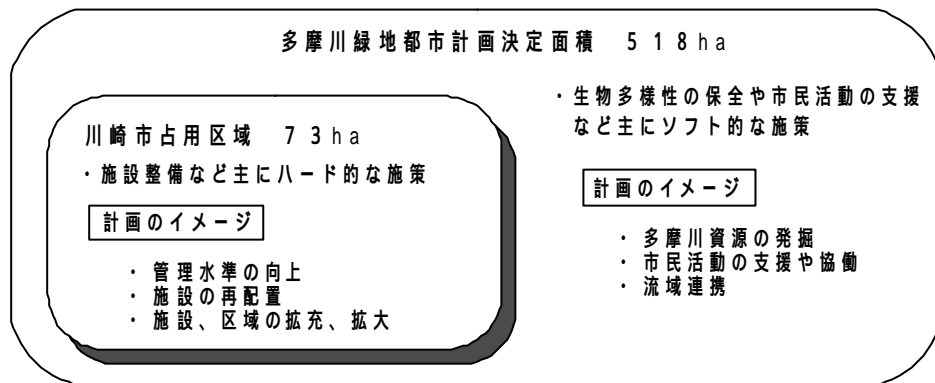 多摩川緑地都市計画決定面積 518ha
川崎市占用区域 73ha
・施設整備など主にハード的な施策
計画のイメージ
・ 管理水準の向上
・ 施設の再配置
・ 施設、区域の拡充、拡大
・生物多様性の保全や市民活動の支援
など主にソフト的な施策
計画のイメージ
・ 多摩川資源の発掘
・ 市民活動の支援や協働
・ 流域連携